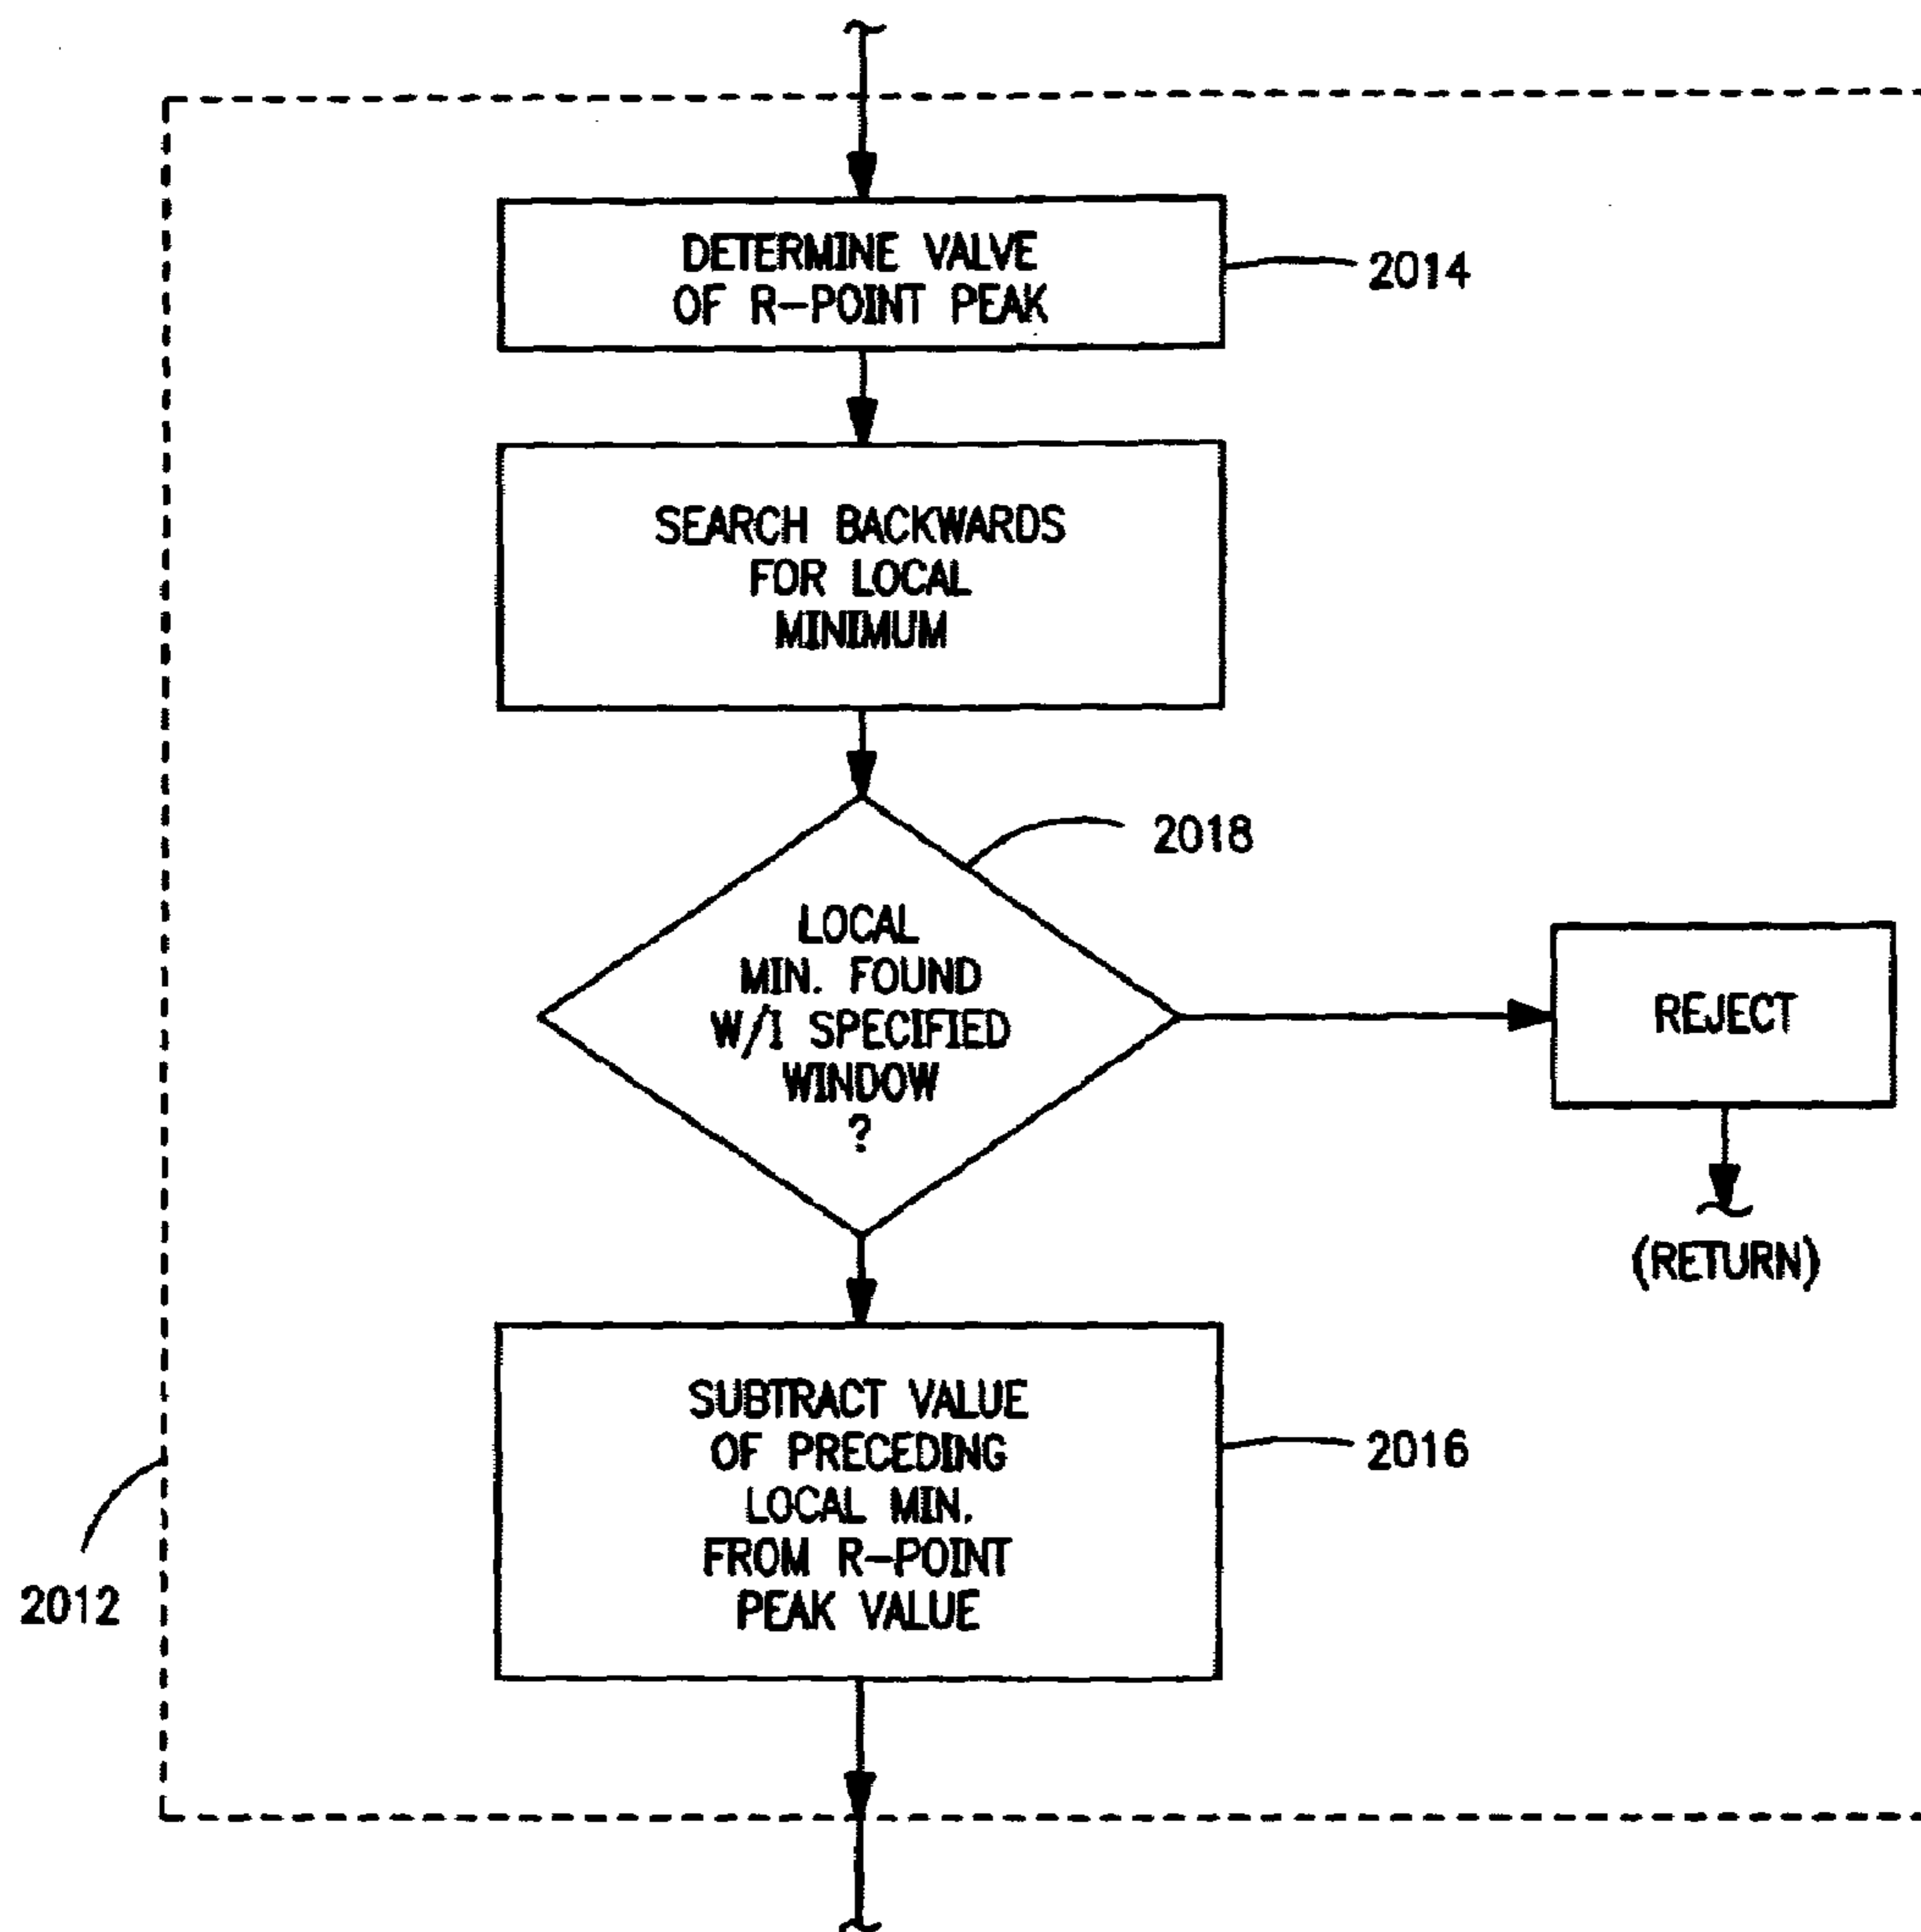 DETERMINE VALVE
OF R-POINT PEAK
2014
SEARCH BACKWARDS
FOR LOCAL
MINIMUM
2018
LOCAL
MIN. FOUND
W/I SPECIFIED
WINDOW
?
REJECT
(RETURN)
SUBTRACT VALUE
OF PRECEDING
LOCAL MIN.
FROM R-POINT
PEAK VALUE
2016
2012